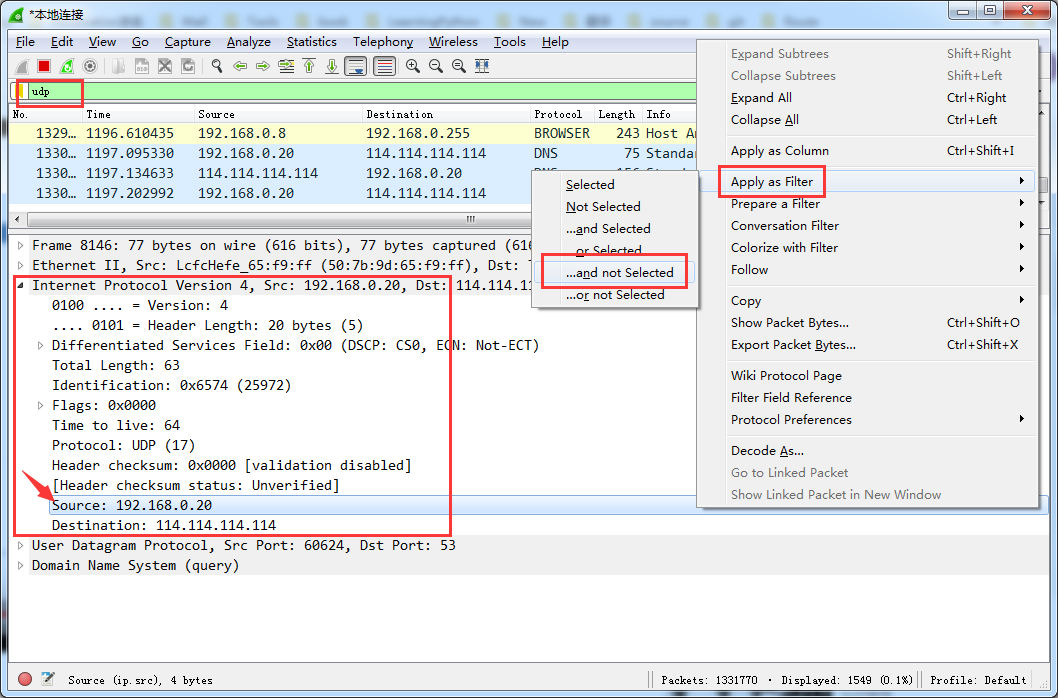 *本地连接
File Edit View Go Capture Analyze Statistics Telephony Wireless Tools Help
udp
No. Time Source Destination Protocol Length Info
1329… 1196.610435 192.168.0.8 192.168.0.255 BROWSER 243 Host A
1330… 1197.095330 192.168.0.20 114.114.114.114 DNS 75 Standa
1330… 1197.134633 114.114.114.114 192.168.0.20
1330… 1197.202992 192.168.0.20 114.114.114.114
Frame 8146: 77 bytes on wire (616 bits), 77 bytes captured (616
Ethernet II, Src: LcfcHefe_65:f9:ff (50:7b:9d:65:f9:ff), Dst:
Internet Protocol Version 4, Src: 192.168.0.20, Dst: 114.114.11
0100 .... = Version: 4
.... 0101 = Header Length: 20 bytes (5)
Differentiated Services Field: 0x00 (DSCP: CS0, ECN: Not-ECT)
Total Length: 63
Identification: 0x6574 (25972)
Flags: 0x0000
Time to live: 64
Protocol: UDP (17)
Header checksum: 0x0000 [validation disabled]
[Header checksum status: Unverified]
Source: 192.168.0.20
Destination: 114.114.114.114
User Datagram Protocol, Src Port: 60624, Dst Port: 53
Domain Name System (query)
Selected
Not Selected
…and Selected
…or Selected
…and not Selected
…or not Selected
Expand Subtrees Shift+Right
Collapse Subtrees Shift+Left
Expand All Ctrl+Right
Collapse All Ctrl+Left
Apply as Column Ctrl+Shift+I
Apply as Filter
Prepare a Filter
Conversation Filter
Colorize with Filter
Follow
Copy
Show Packet Bytes… Ctrl+Shift+O
Export Packet Bytes… Ctrl+Shift+X
Wiki Protocol Page
Filter Field Reference
Protocol Preferences
Decode As…
Go to Linked Packet
Show Linked Packet in New Window
Source (ip.src), 4 bytes
Packets: 1331770 · Displayed: 1549 (0.1%)
Profile: Default